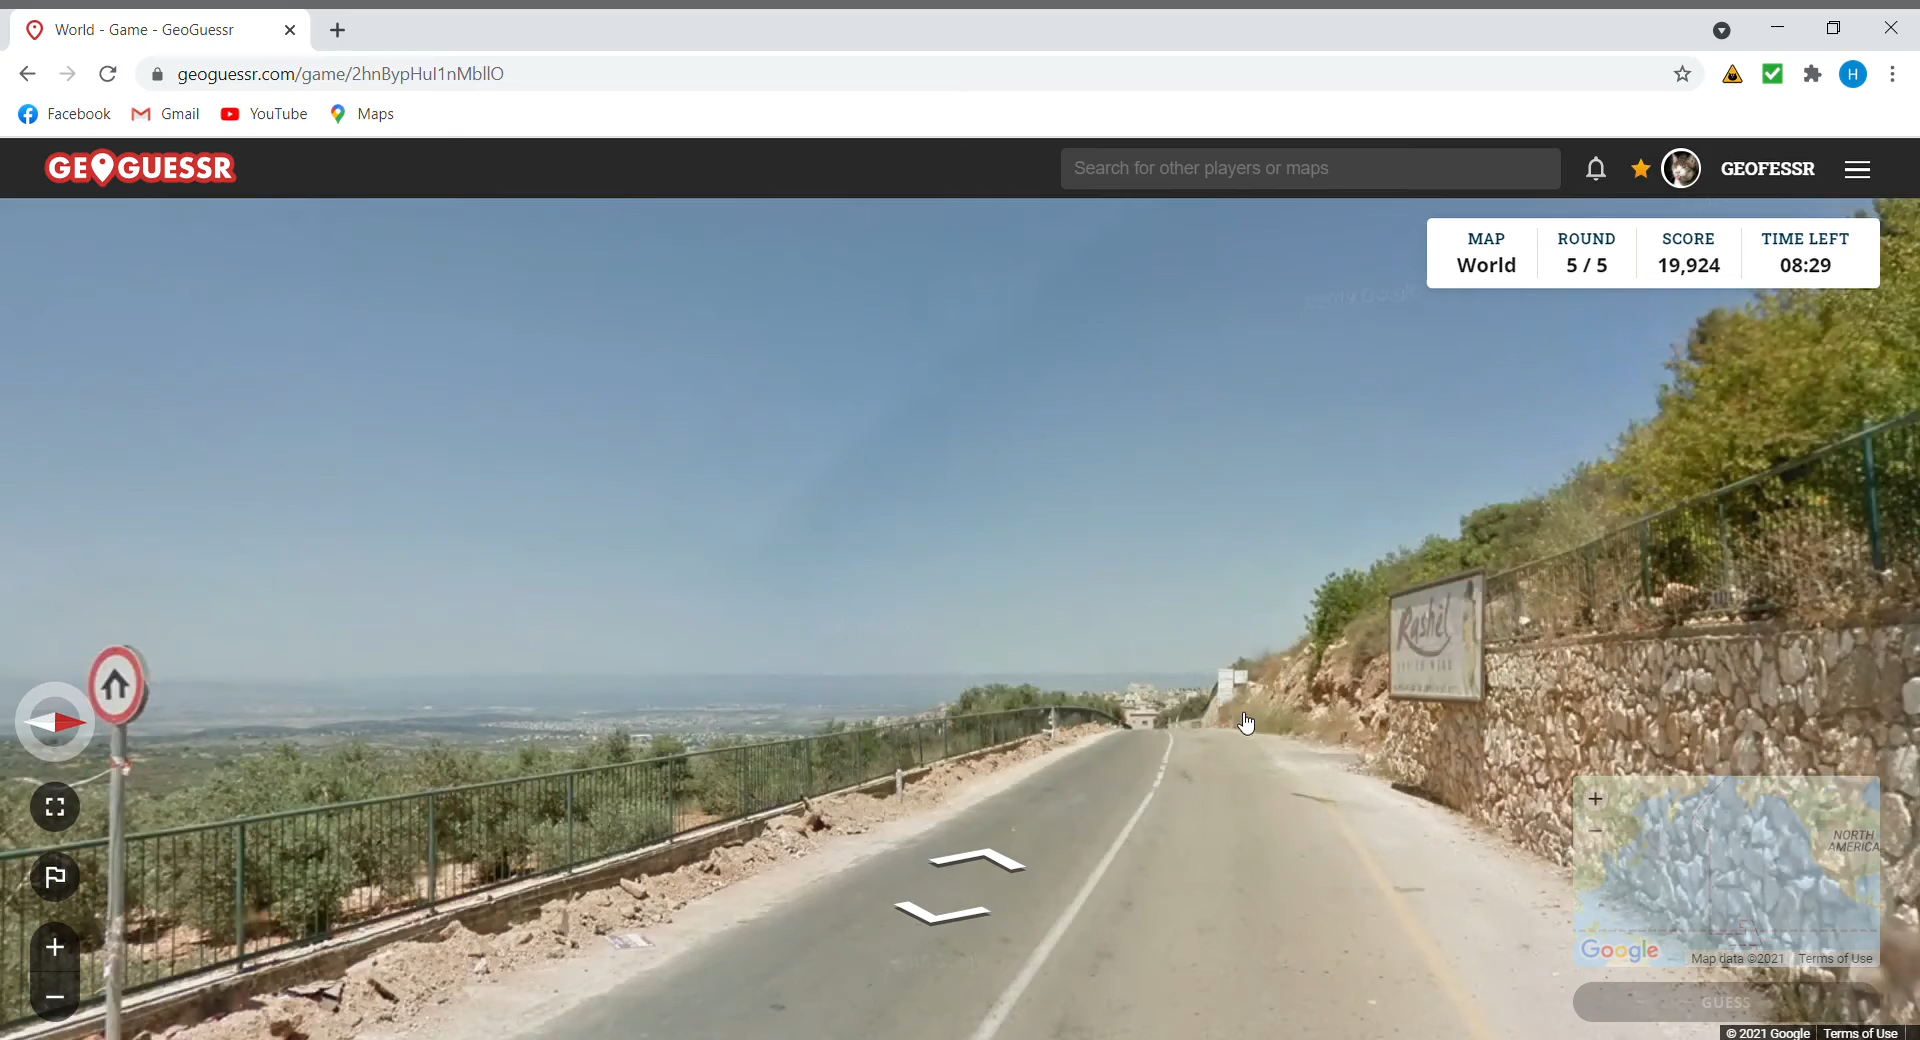 World - Game - GeoGuessr
geoguessr.com/game/2hnBypHul1nMbllO
H
Facebook
Gmail
YouTube
Maps
GEOGUESSR
Search for other players or maps
GEOFESSR
MAP
ROUND
SCORE
TIME LEFT
World
5 / 5
19,924
08:29
Rashel
NORTH
AMERICA
Google
Map data ©2021
Terms of Use
GUESS
© 2021 Google
Terms of Use